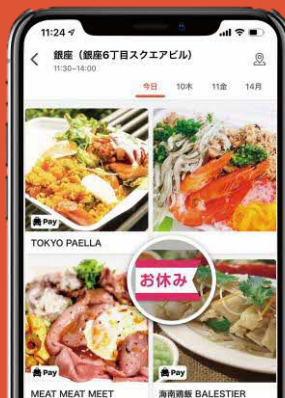 11:24
銀座（銀座6丁目スクエアビル）
11:30-14:00
今日 10木 11金 14月
Pay
TOKYO PAELLA
お休み
Pay
Pay
MEAT MEAT MEET
海南鶏飯 BALESTIER